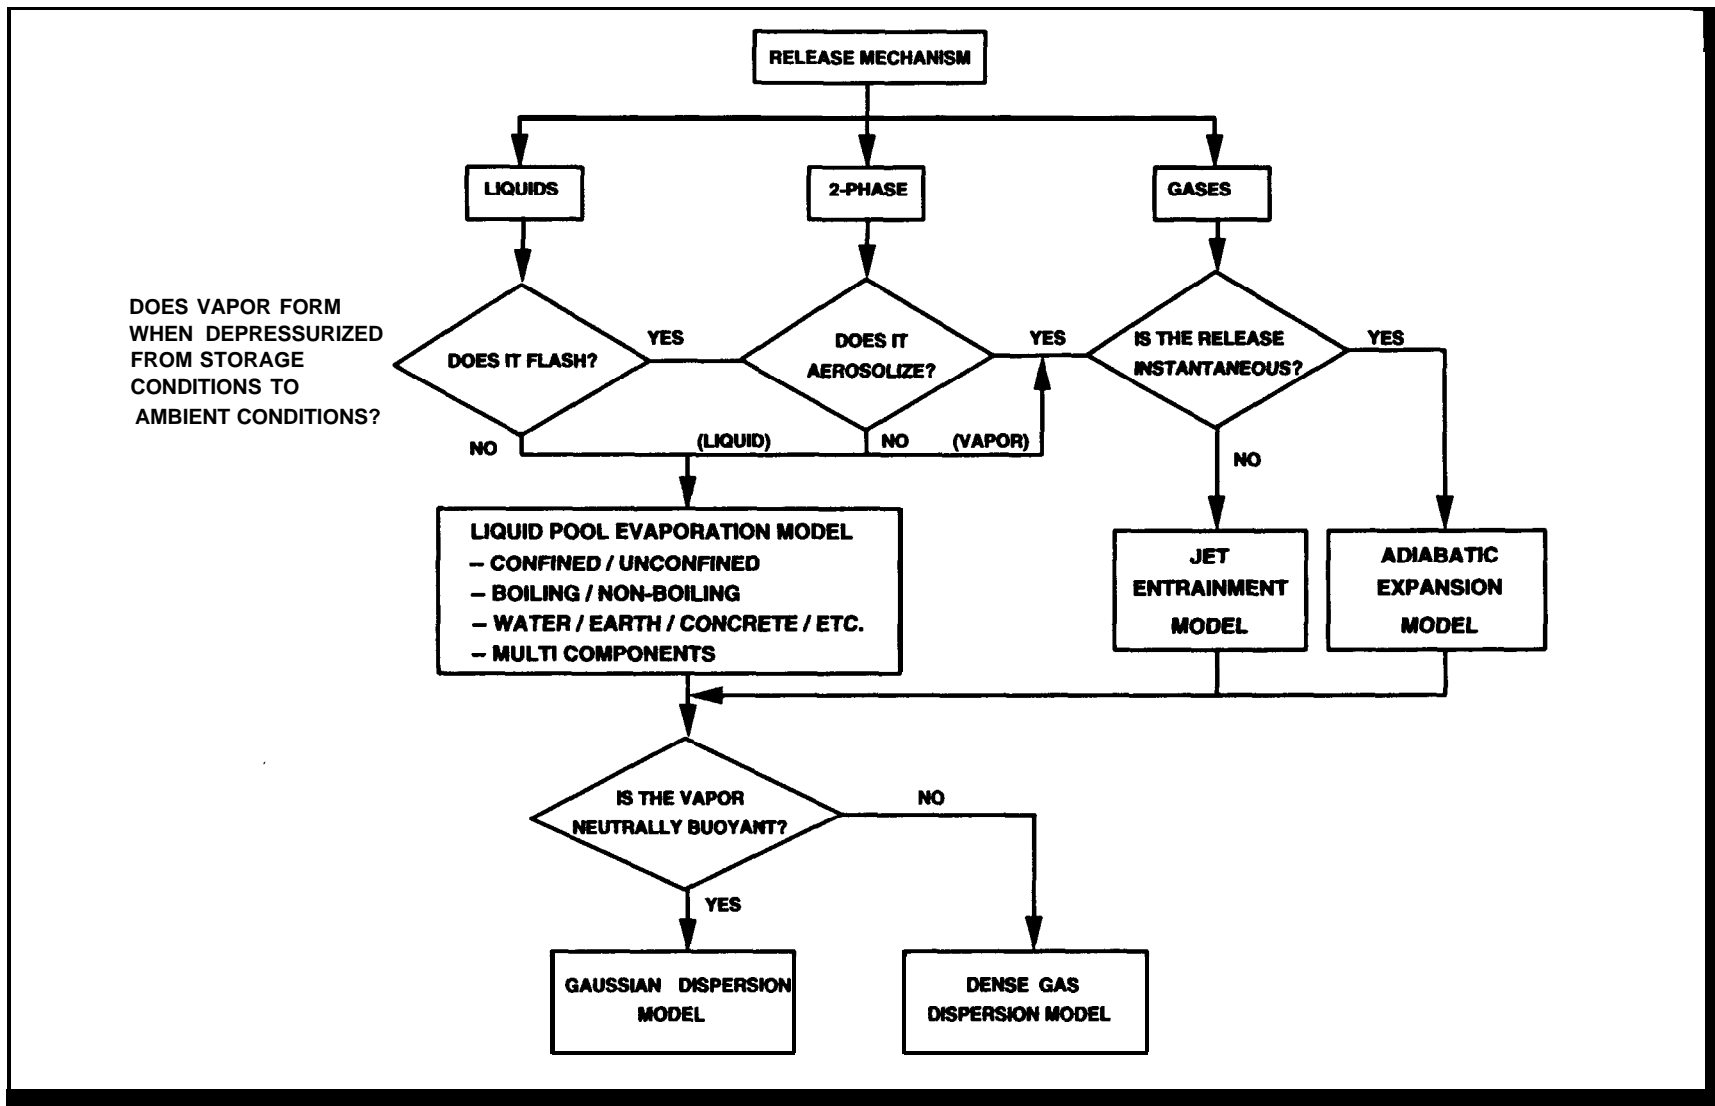 RELEASE MECHANISM
LIQUIDS
2-PHASE
GASES
DOES VAPOR FORM
WHEN DEPRESSURIZED
FROM STORAGE
CONDITIONS TO
AMBIENT CONDITIONS?
DOES IT FLASH?
YES
DOES IT
AEROSOLIZE?
YES
IS THE RELEASE
INSTANTANEOUS?
YES
NO
(LIQUID)
NO
(VAPOR)
NO
LIQUID POOL EVAPORATION MODEL
– CONFINED / UNCONFINED
– BOILING / NON-BOILING
– WATER / EARTH / CONCRETE / ETC.
– MULTI COMPONENTS
JET
ENTRAINMENT
MODEL
ADIABATIC
EXPANSION
MODEL
IS THE VAPOR
NEUTRALLY BUOYANT?
NO
YES
GAUSSIAN DISPERSION
MODEL
DENSE GAS
DISPERSION MODEL